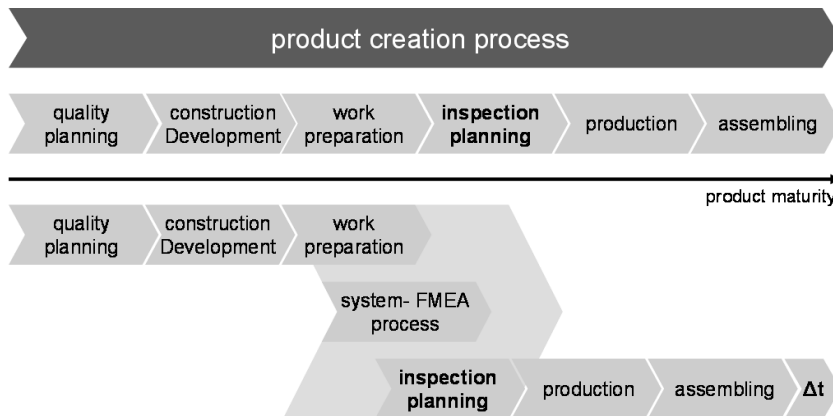 product creation process
quality
planning
construction
Development
work
preparation
inspection
planning
production
assembling
product maturity
quality
planning
construction
Development
work
preparation
system- FMEA
process
inspection
planning
production
assembling
Δt